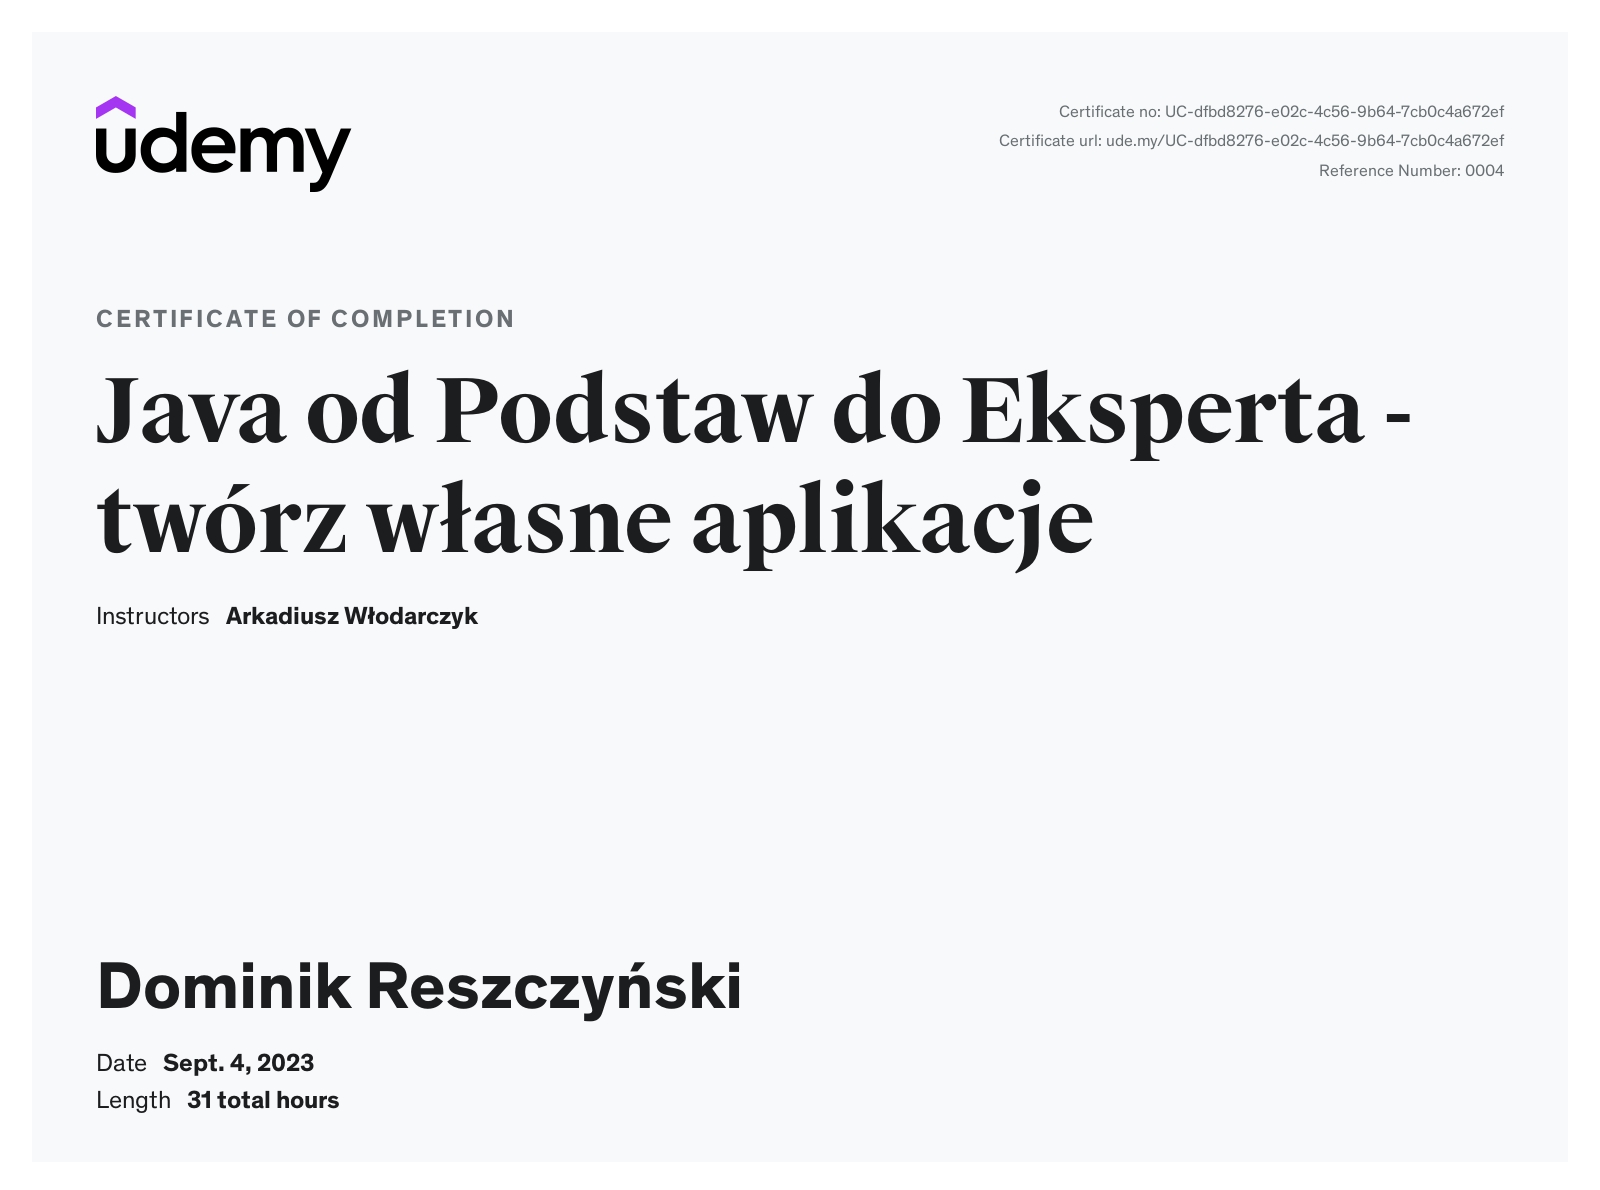 udemy
Certificate no: UC-dfbd8276-e02c-4c56-9b64-7cb0c4a672ef
Certificate url: ude.my/UC-dfbd8276-e02c-4c56-9b64-7cb0c4a672ef
Reference Number: 0004
CERTIFICATE OF COMPLETION
Java od Podstaw do Eksperta -
twórz własne aplikacje
Instructors Arkadiusz Włodarczyk
Dominik Reszczyński
Date Sept. 4, 2023
Length 31 total hours